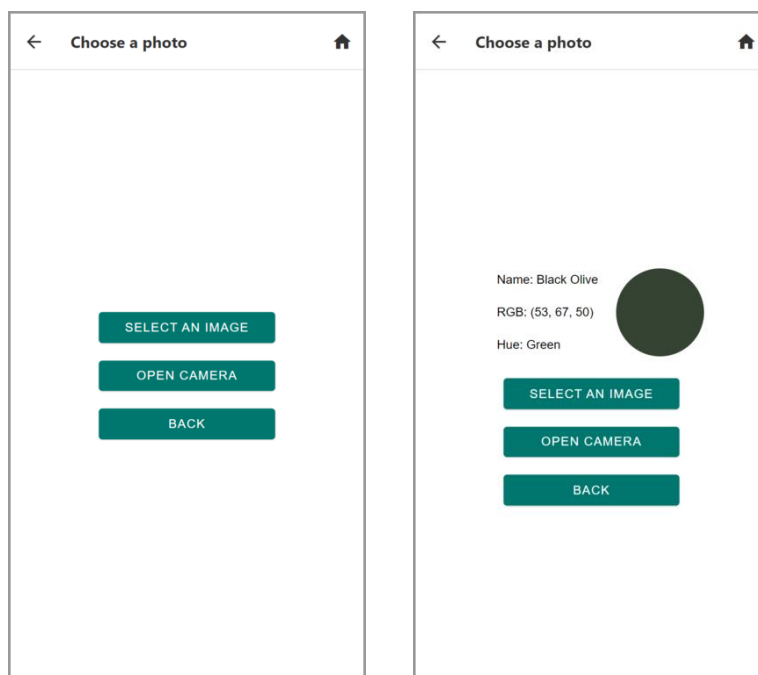 Choose a photo
SELECT AN IMAGE
OPEN CAMERA
BACK
Choose a photo
Name: Black Olive
RGB: (53, 67, 50)
Hue: Green
SELECT AN IMAGE
OPEN CAMERA
BACK